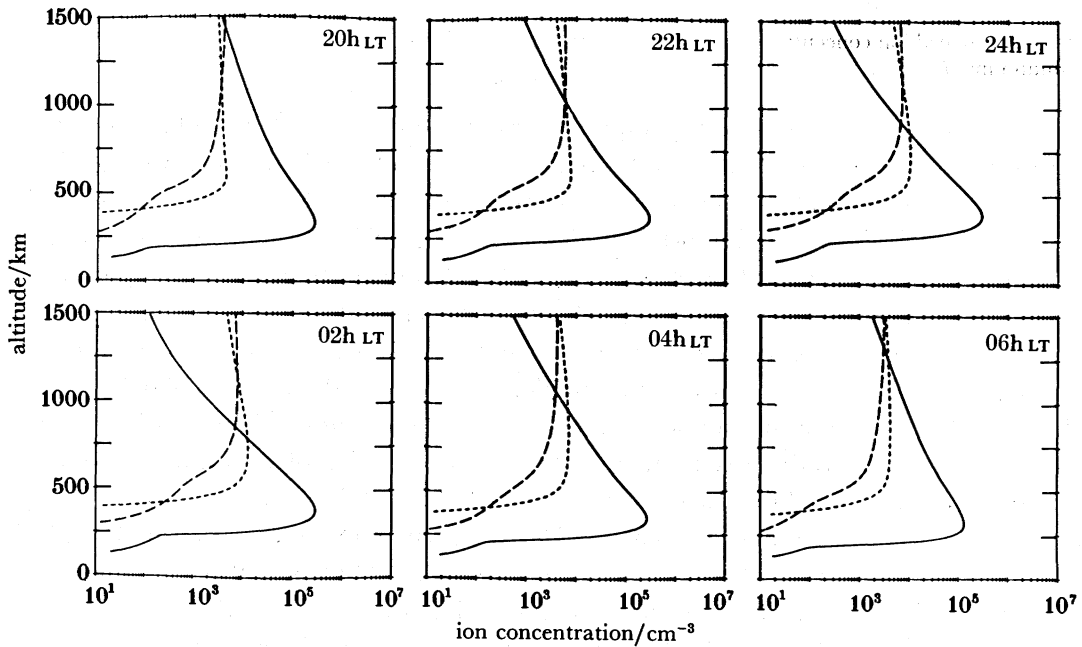 1500
20h LT
22h LT
24h LT
1000
500
0
altitude/km
1500
02h LT
04h LT
06h LT
1000
500
0
10¹ 10³ 10⁵ 10⁷ 10¹ 10³ 10⁵ 10⁷ 10¹ 10³ 10⁵ 10⁷
ion concentration/cm⁻³